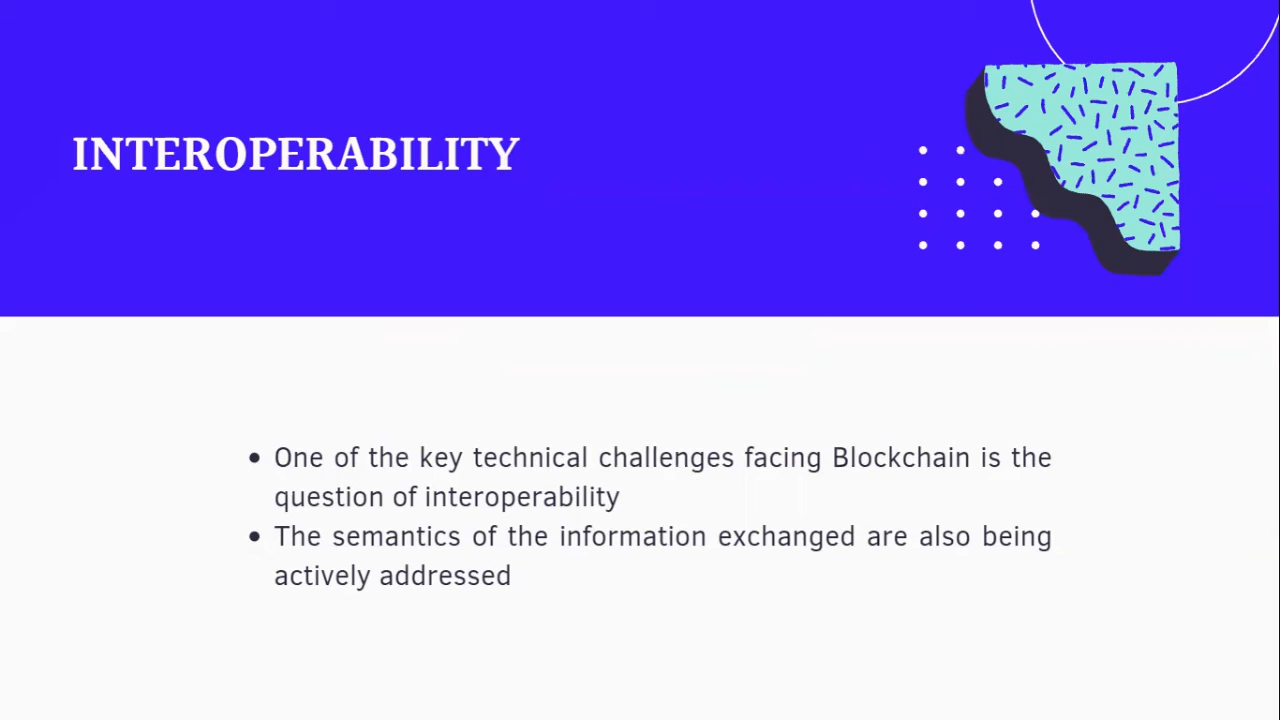 INTEROPERABILITY
• One of the key technical challenges facing Blockchain is the
question of interoperability
• The semantics of the information exchanged are also being
actively addressed